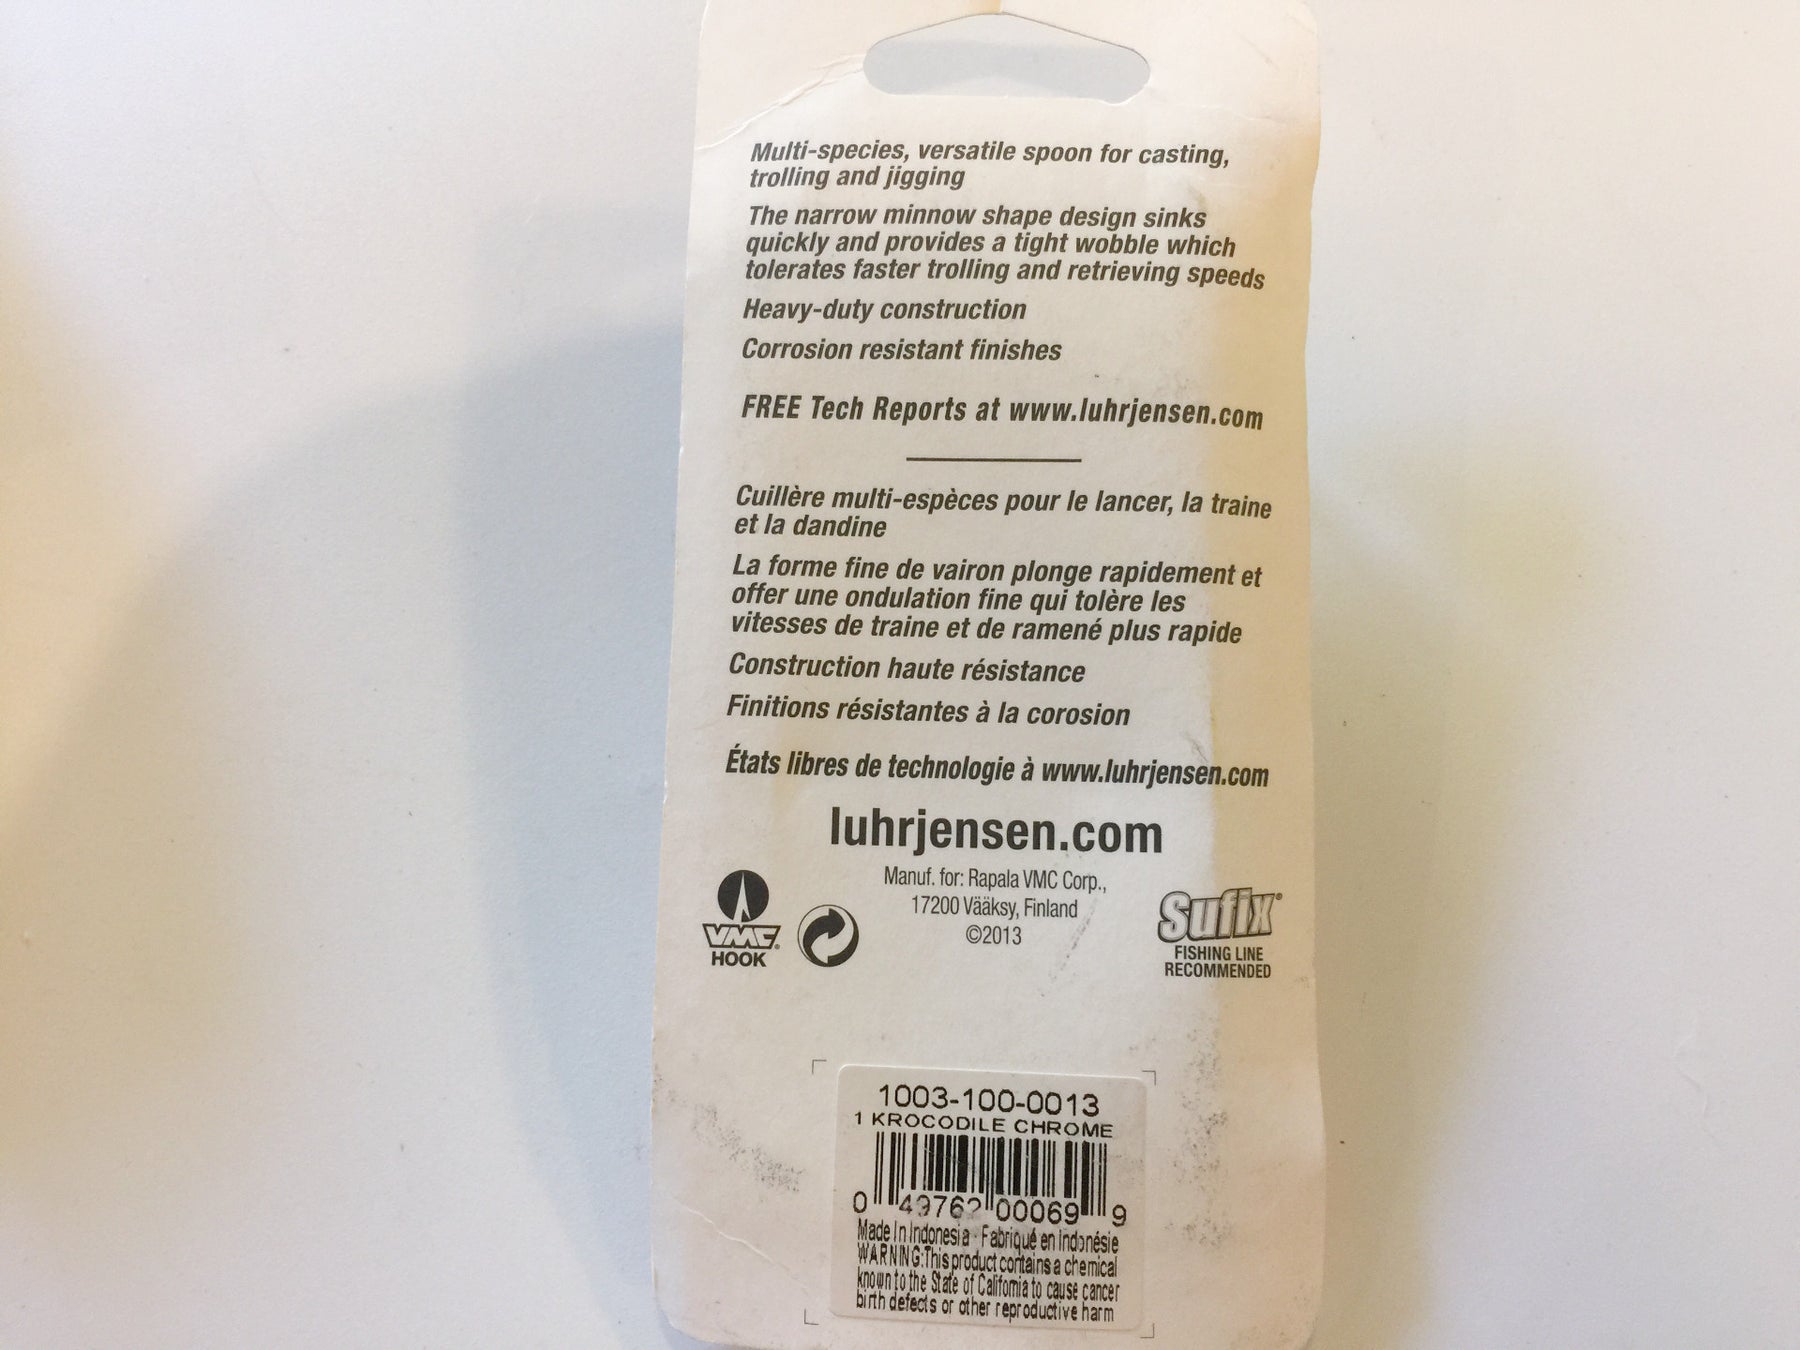 Multi-species, versatile spoon for casting,
trolling and jigging
The narrow minnow shape design sinks
quickly and provides a tight wobble which
tolerates faster trolling and retrieving speeds
Heavy-duty construction
Corrosion resistant finishes
FREE Tech Reports at www.luhrjensen.com
Cuillère multi-espèces pour le lancer, la traine
et la dandine
La forme fine de vairon plonge rapidement et
offer une ondulation fine qui tolère les
vitesses de traine et de ramené plus rapide
Construction haute résistance
Finitions résistantes à la corosion
États libres de technologie à www.luhrjensen.com
luhrjensen.com
Manuf. for: Rapala VMC Corp.,
17200 Vääksy, Finland
©2013
VMC®
HOOK
Sufix®
FISHING LINE
RECOMMENDED
1003-100-0013
1 KROCODILE CHROME
0 49762 00069 9
Made In Indonesia · Fabriqué en Indonésie
WARNING:This product contains a chemical
known to the State of California to cause cancer
birth defects or other reproductive harm